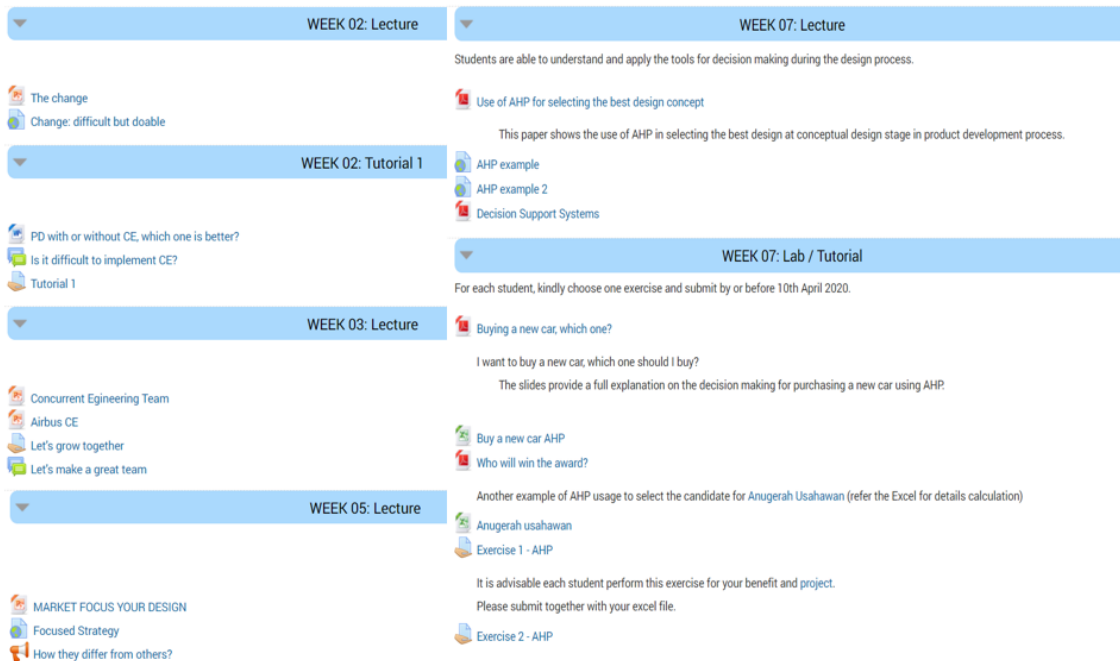 WEEK 02: Lecture
The change
Change: difficult but doable
WEEK 02: Tutorial 1
PD with or without CE, which one is better?
Is it difficult to implement CE?
Tutorial 1
WEEK 03: Lecture
Concurrent Egineering Team
Airbus CE
Let's grow together
Let's make a great team
WEEK 05: Lecture
MARKET FOCUS YOUR DESIGN
Focused Strategy
How they differ from others?
WEEK 07: Lecture
Students are able to understand and apply the tools for decision making during the design process.
Use of AHP for selecting the best design concept
This paper shows the use of AHP in selecting the best design at conceptual design stage in product development process.
AHP example
AHP example 2
Decision Support Systems
WEEK 07: Lab / Tutorial
For each student, kindly choose one exercise and submit by or before 10th April 2020.
Buying a new car, which one?
I want to buy a new car, which one should I buy?
The slides provide a full explanation on the decision making for purchasing a new car using AHP.
Buy a new car AHP
Who will win the award?
Another example of AHP usage to select the candidate for Anugerah Usahawan (refer the Excel for details calculation)
Anugerah usahawan
Exercise 1 - AHP
It is advisable each student perform this exercise for your benefit and project.
Please submit together with your excel file.
Exercise 2 - AHP